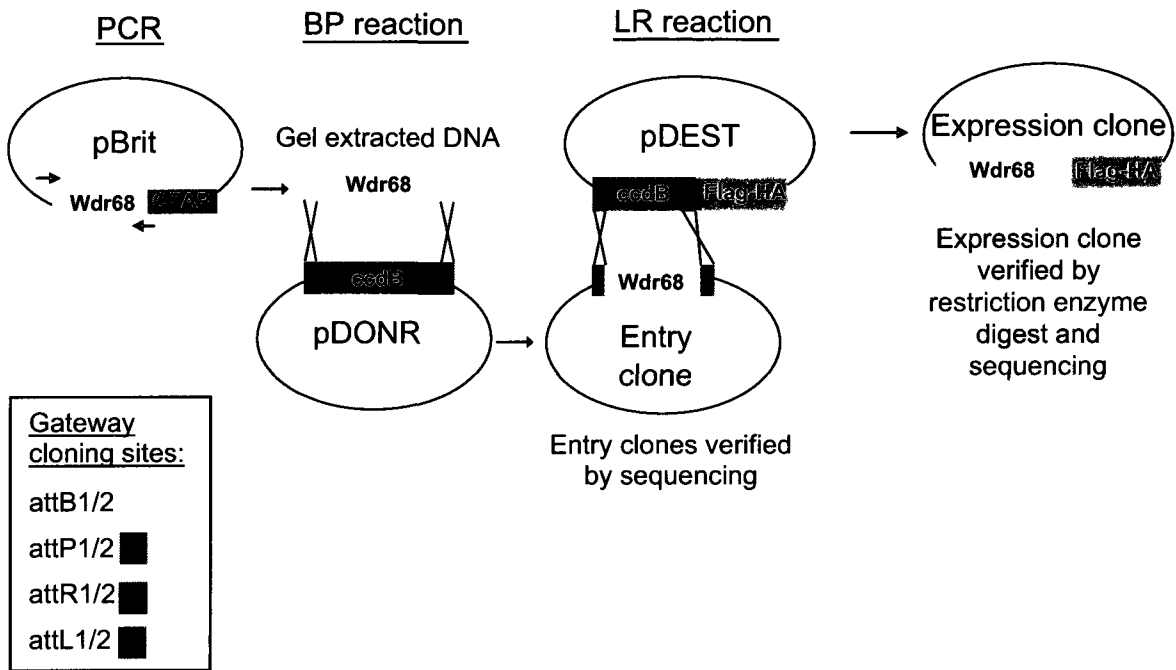 PCR
BP reaction
LR reaction
pBrit
Wdr68
Gel extracted DNA
Wdr68
ccdB
pDONR
pDEST
ccdB
Flag-HA
Wdr68
Entry
clone
Entry clones verified
by sequencing
Expression clone
Wdr68
Flag-HA
Expression clone
verified by
restriction enzyme
digest and
sequencing
Gateway
cloning sites:
attB1/2
attP1/2
attR1/2
attL1/2